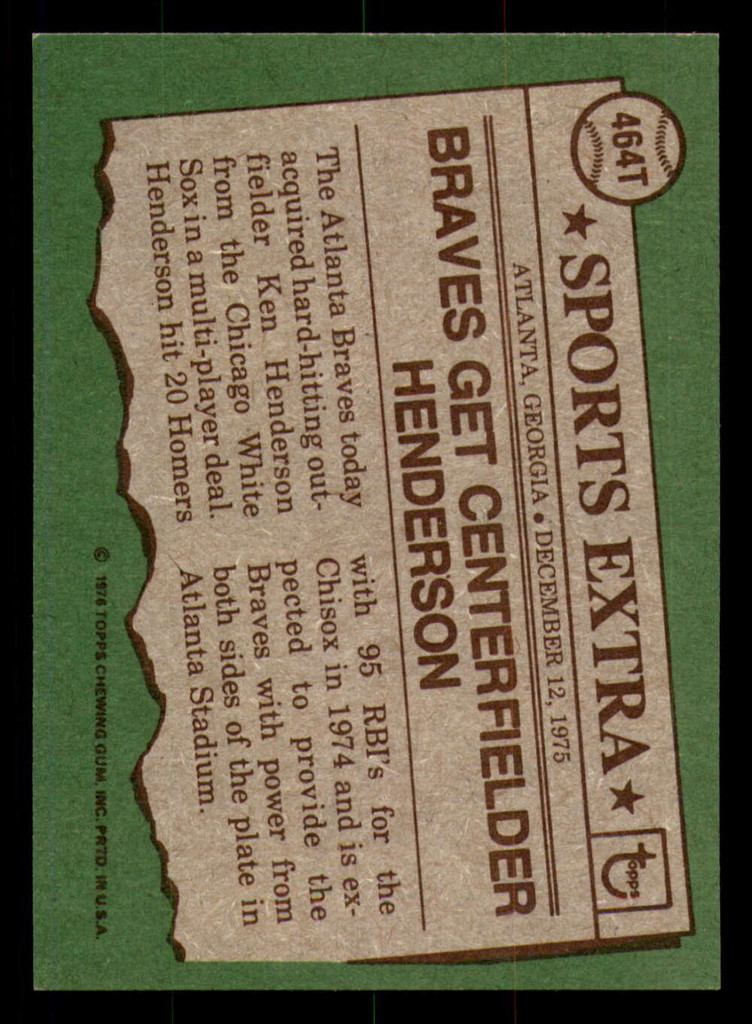 464T
★ SPORTS EXTRA ★
topps
ATLANTA, GEORGIA • DECEMBER 12, 1975
BRAVES GET CENTERFIELDER
HENDERSON
The Atlanta Braves today
acquired hard-hitting out-
fielder Ken Henderson
from the Chicago White
Sox in a multi-player deal.
Henderson hit 20 Homers
with 95 RBI's for the
Chisox in 1974 and is ex-
pected to provide the
Braves with power from
both sides of the plate in
Atlanta Stadium.
© 1976 TOPPS CHEWING GUM, INC. PRTD. IN U.S.A.